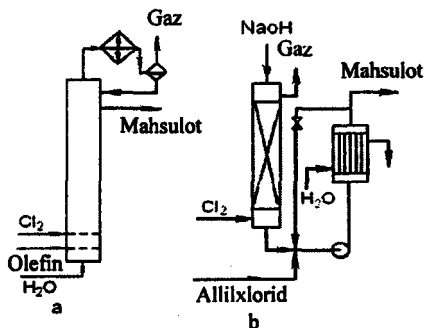 Gaz
Mahsulot
Cl₂
Olefin
H₂O
a
NaoH
Gaz
Mahsulot
Cl₂
H₂O
Allilxlorid
b